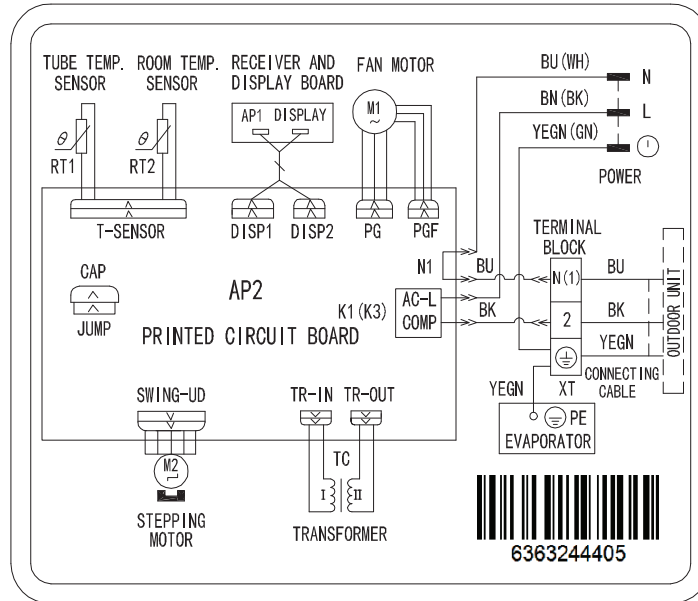 TUBE TEMP. SENSOR
ROOM TEMP. SENSOR
RECEIVER AND DISPLAY BOARD
FAN MOTOR
AP1 DISPLAY
M1
~
θ
RT1
θ
RT2
BU(WH)
N
BN(BK)
L
YEGN(GN)
POWER
T-SENSOR
DISP1
DISP2
PG
PGF
TERMINAL BLOCK
CAP
JUMP
AP2
PRINTED CIRCUIT BOARD
N1
BU
N(1)
BU
K1(K3)
AC-L
COMP
BK
2
BK
YEGN
OUTDOOR UNIT
YEGN
XT
CONNECTING CABLE
PE
EVAPORATOR
SWING-UD
TR-IN
TR-OUT
M2
TC
I
II
STEPPING MOTOR
TRANSFORMER
6363244405